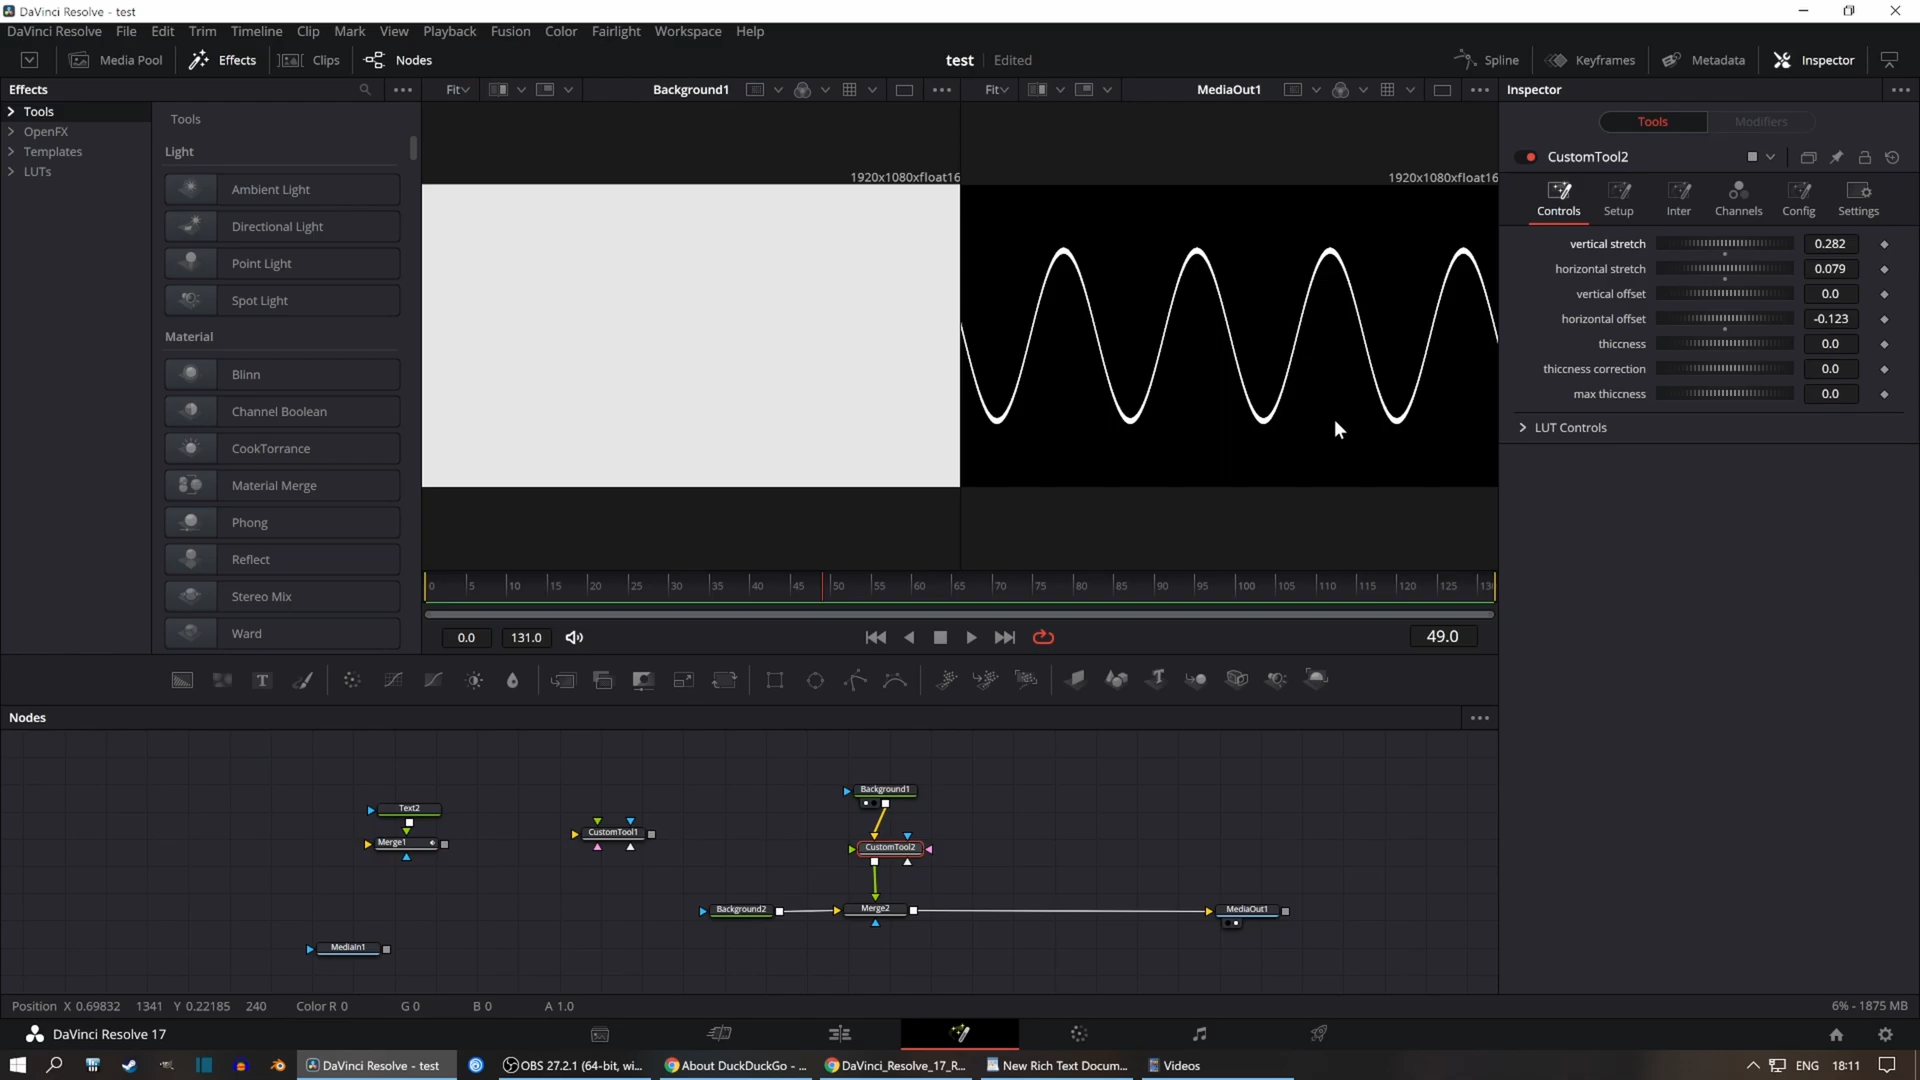 DaVinci Resolve - test
DaVinci Resolve File Edit Trim Timeline Clip Mark View Playback Fusion Color Fairlight Workspace Help
Media Pool Effects Clips Nodes test Edited Spline Keyframes Metadata Inspector
Effects Fit Background1 Fit MediaOut1 Inspector
Tools
OpenFX
Templates
LUTs
Tools
Light
Ambient Light
Directional Light
Point Light
Spot Light
Material
Blinn
Channel Boolean
CookTorrance
Material Merge
Phong
Reflect
Stereo Mix
Ward
1920x1080xfloat16
1920x1080xfloat16
Tools Modifiers
CustomTool2
Controls Setup Inter Channels Config Settings
vertical stretch 0.282
horizontal stretch 0.079
vertical offset 0.0
horizontal offset -0.123
thiccness 0.0
thiccness correction 0.0
max thiccness 0.0
LUT Controls
0 5 10 15 20 25 30 35 40 45 50 55 60 65 70 75 80 85 90 95 100 105 110 115 120 125
0.0 131.0 49.0
Nodes
Background1
Text2
CustomTool1
Merge1
CustomTool2
Background2
Merge2
MediaOut1
MediaIn1
Position X 0.69832 1341 Y 0.22185 240 Color R 0 G 0 B 0 A 1.0
6% - 1875 MB
DaVinci Resolve 17
DaVinci Resolve - test OBS 27.2.1 (64-bit, wi... About DuckDuckGo - ... DaVinci_Resolve_17_R... New Rich Text Docum... Videos ENG 18:11